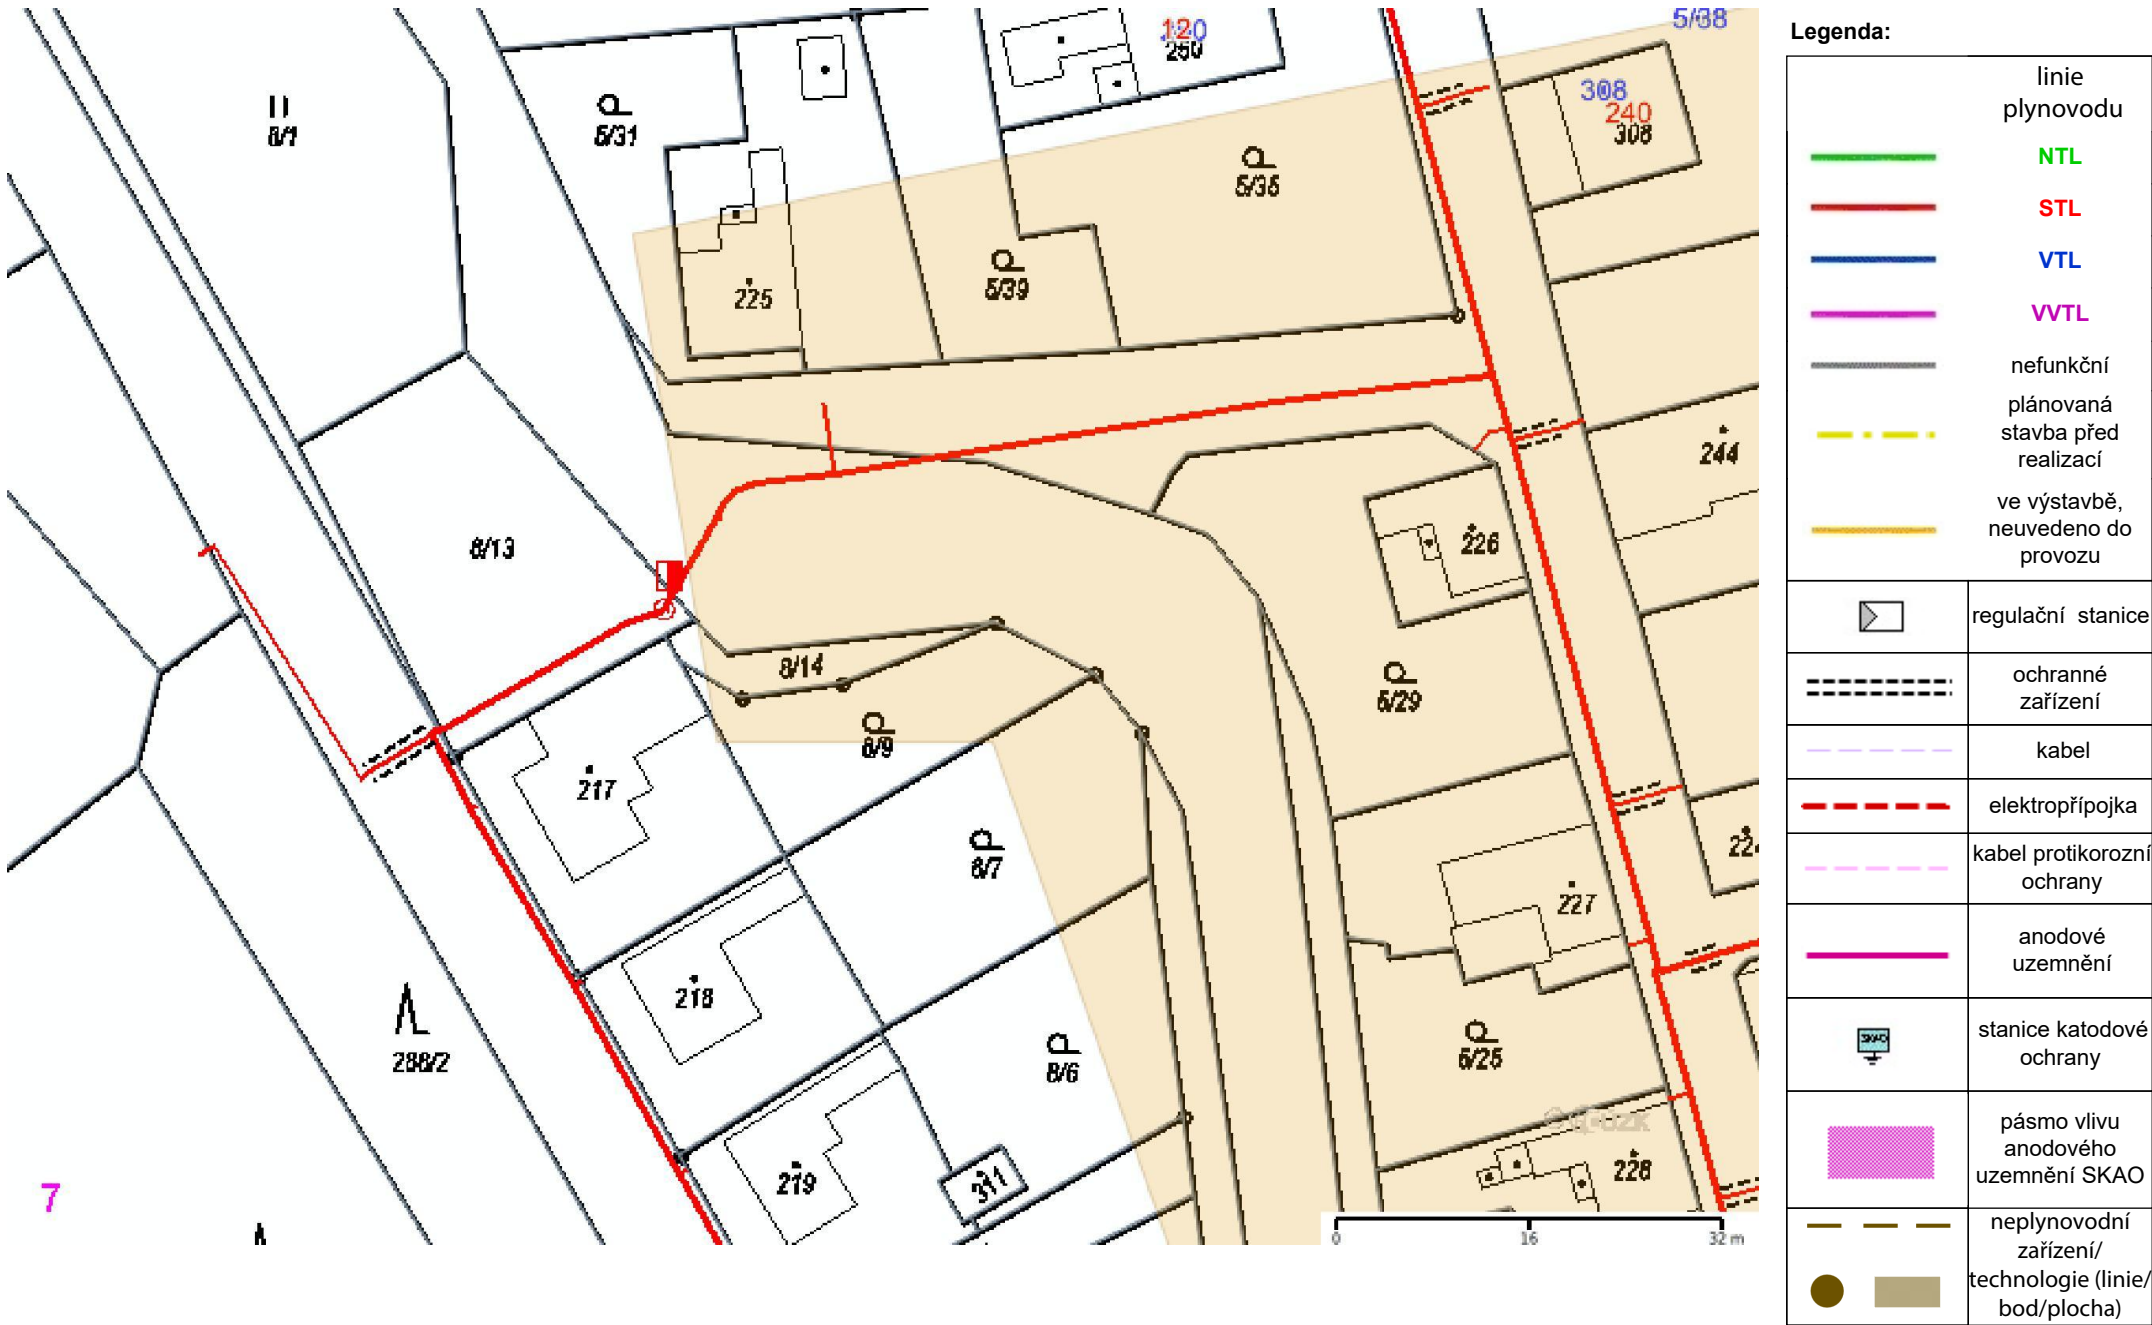 5/38
120
260
308
240
308
8/1
5/31
5/35
225
5/39
244
8/13
226
8/14
5/29
8/9
217
8/7
227
218
5/25
288/2
8/6
228
219
311
7
0 16 32 m
Legenda:
linie
plynovodu
NTL
STL
VTL
VVTL
nefunkční
plánovaná
stavba před
realizací
ve výstavbě,
neuvedeno do
provozu
regulační stanice
ochranné
zařízení
kabel
elektropřípojka
kabel protikorozní
ochrany
anodové
uzemnění
SKAO
stanice katodové
ochrany
pásmo vlivu
anodového
uzemnění SKAO
neplynovodní
zařízení/
technologie (linie/
bod/plocha)